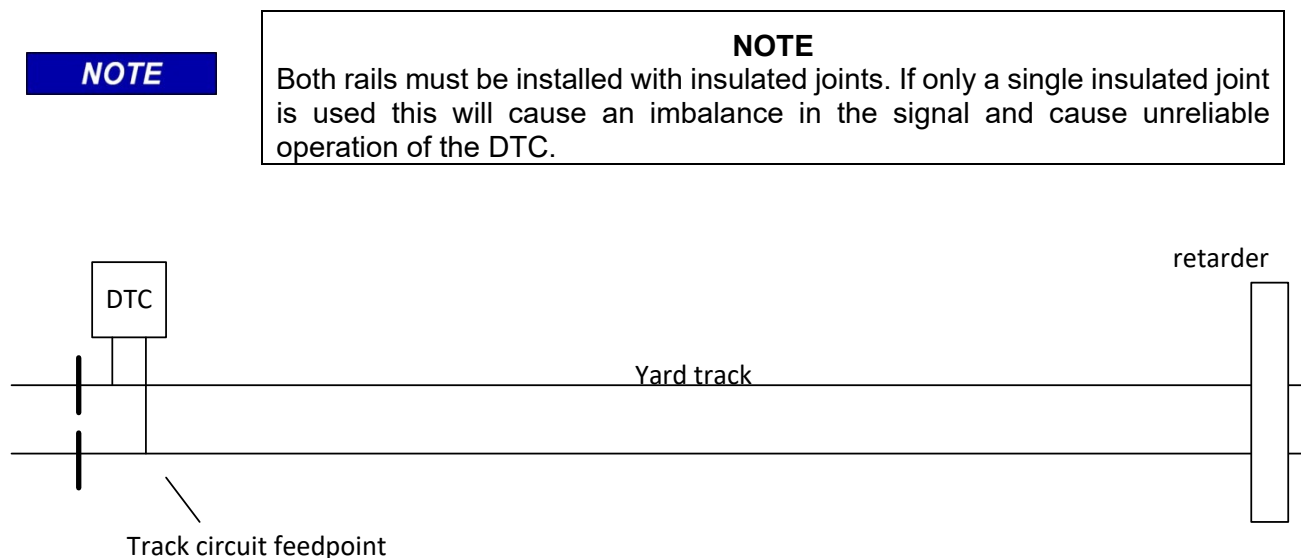 NOTE
NOTE
Both rails must be installed with insulated joints. If only a single insulated joint
is used this will cause an imbalance in the signal and cause unreliable
operation of the DTC.
retarder
DTC
Yard track
Track circuit feedpoint